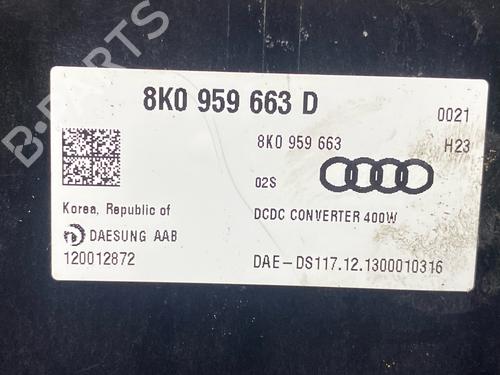 B-PARTS
8K0 959 663 D
0021
8K0 959 663
H23
02S
Korea, Republic of
DCDC CONVERTER 400W
DAESUNG AAB
120012872
DAE-DS117.12.1300010316